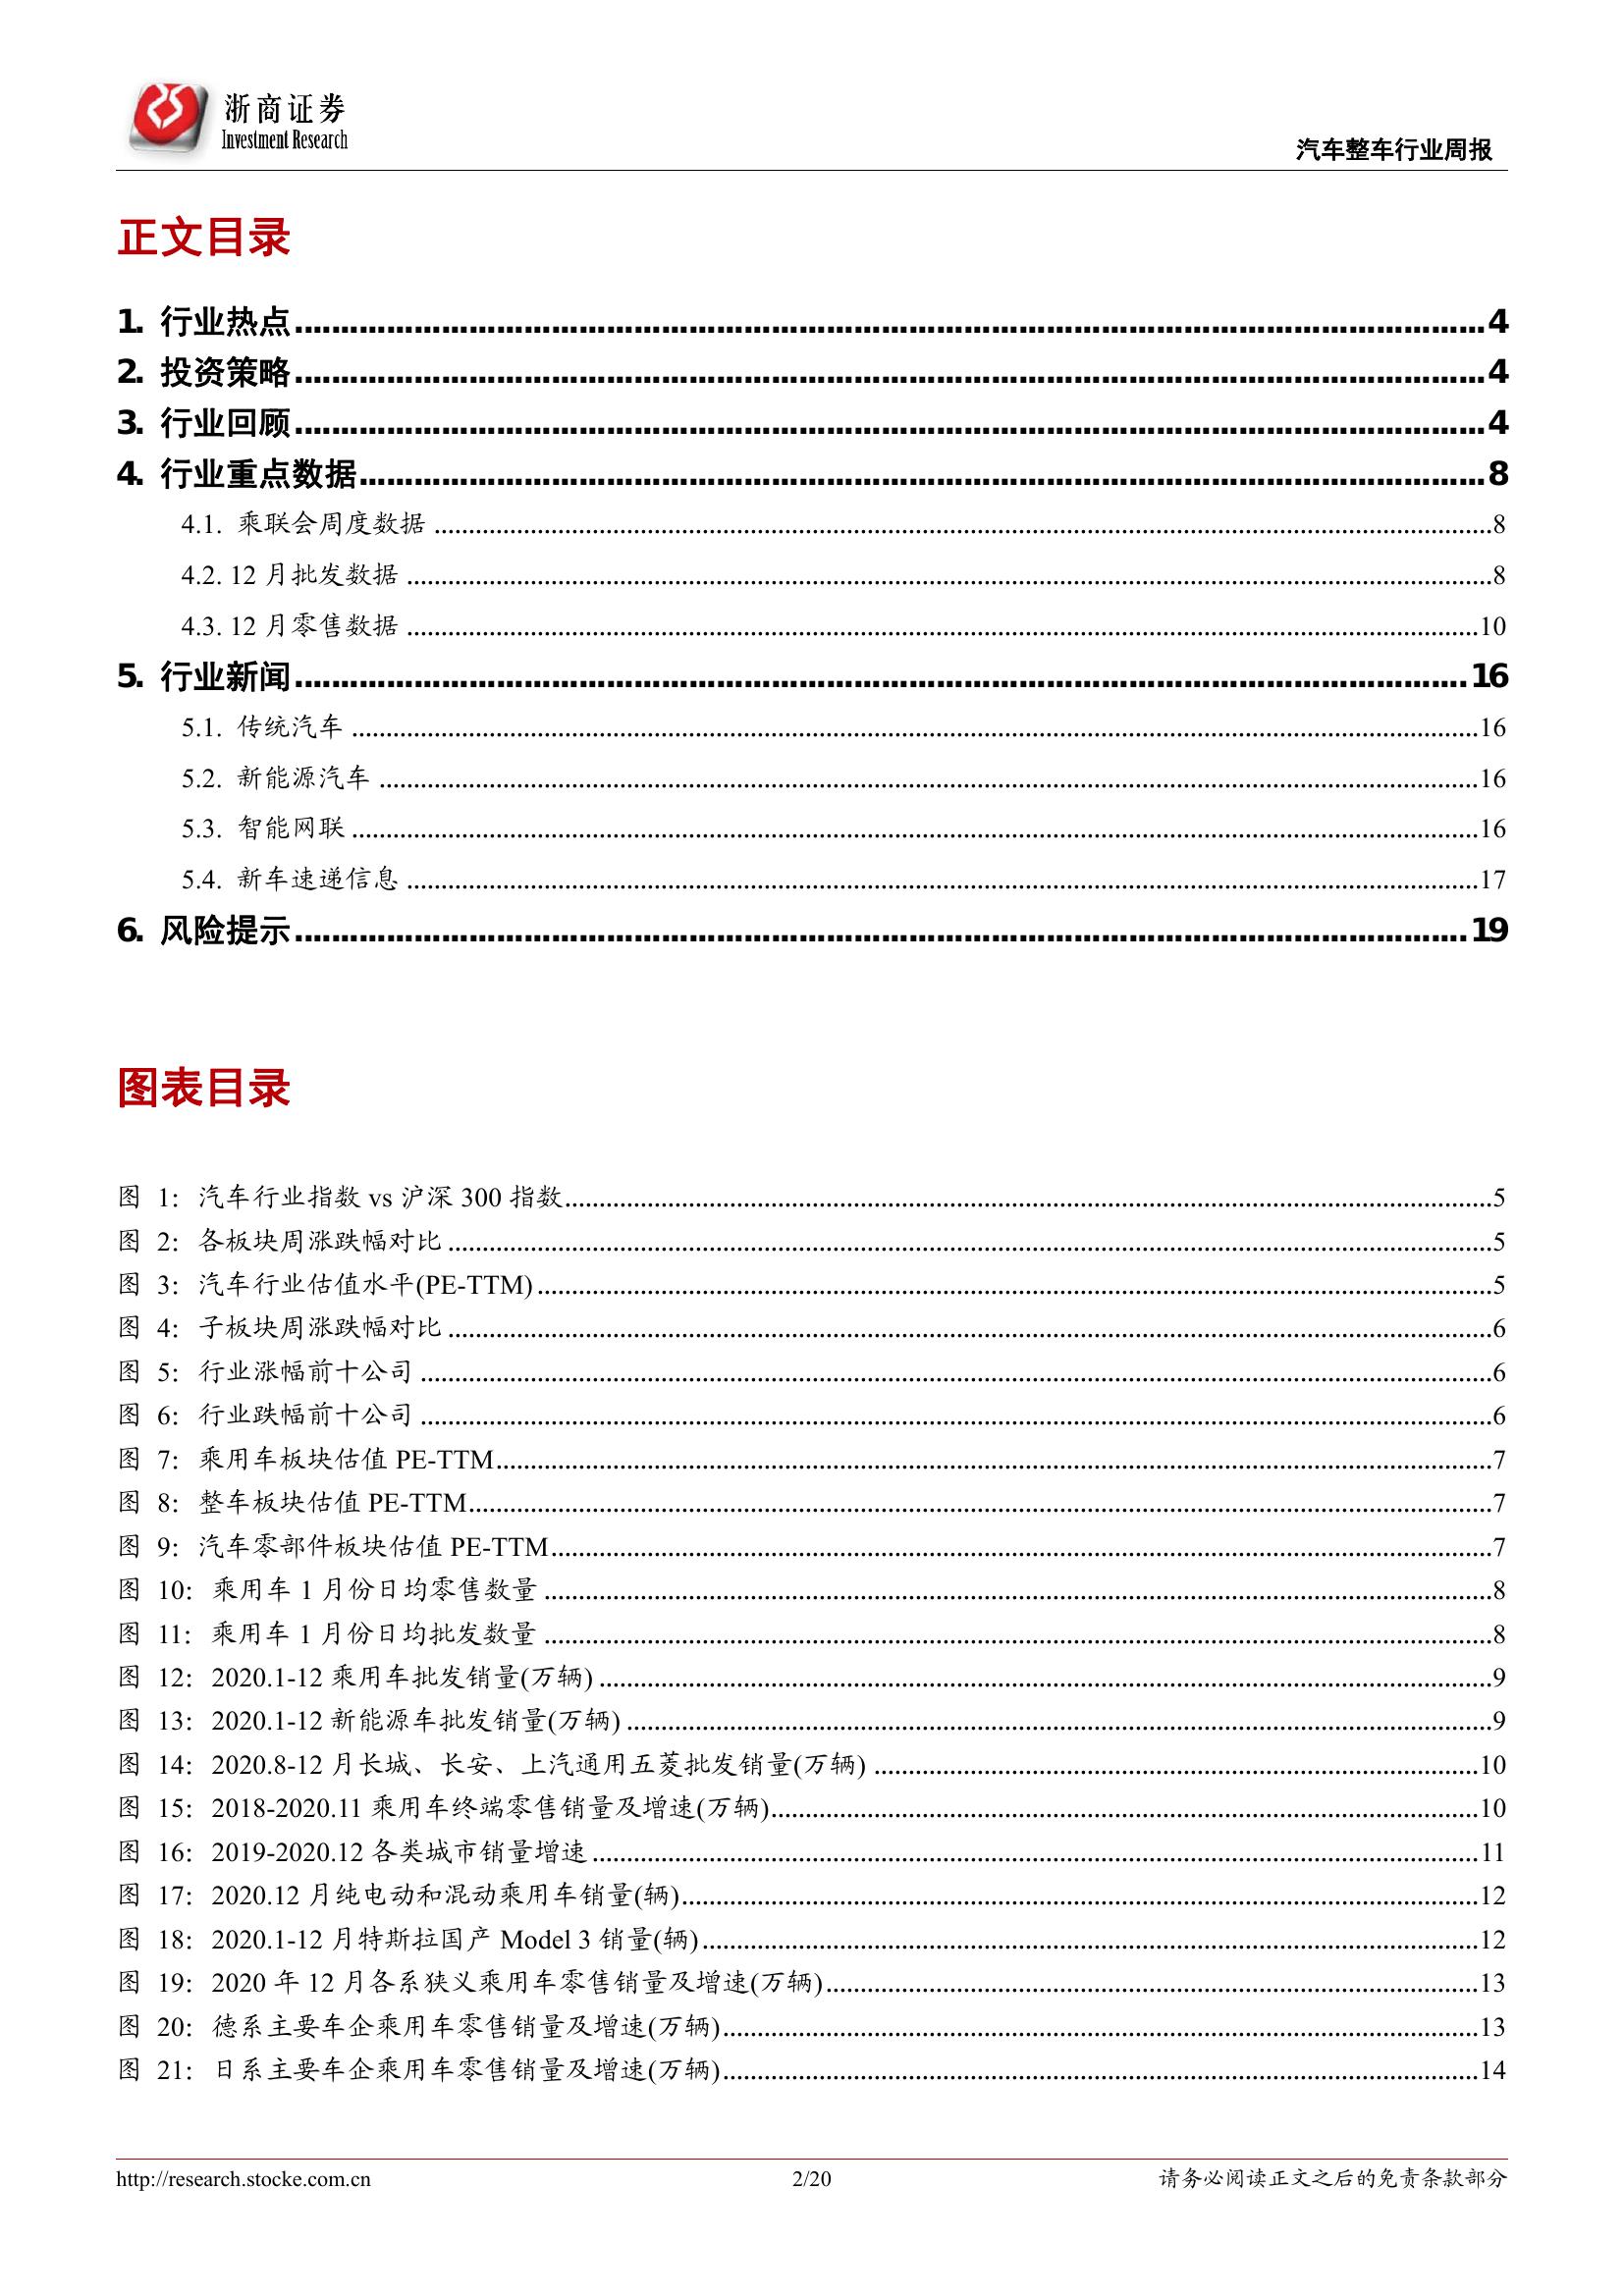 浙商证券
Investment Research
汽车整车行业周报
正文目录
1. 行业热点 4
2. 投资策略 4
3. 行业回顾 4
4. 行业重点数据 8
4.1. 乘联会周度数据 8
4.2. 12 月批发数据 8
4.3. 12 月零售数据 10
5. 行业新闻 16
5.1. 传统汽车 16
5.2. 新能源汽车 16
5.3. 智能网联 16
5.4. 新车速递信息 17
6. 风险提示 19
图表目录
图 1：汽车行业指数 vs 沪深 300 指数 5
图 2：各板块周涨跌幅对比 5
图 3：汽车行业估值水平(PE-TTM) 5
图 4：子板块周涨跌幅对比 6
图 5：行业涨幅前十公司 6
图 6：行业跌幅前十公司 6
图 7：乘用车板块估值 PE-TTM 7
图 8：整车板块估值 PE-TTM 7
图 9：汽车零部件板块估值 PE-TTM 7
图 10：乘用车 1 月份日均零售数量 8
图 11：乘用车 1 月份日均批发数量 8
图 12：2020.1-12 乘用车批发销量(万辆) 9
图 13：2020.1-12 新能源车批发销量(万辆) 9
图 14：2020.8-12 月长城、长安、上汽通用五菱批发销量(万辆) 10
图 15：2018-2020.11 乘用车终端零售销量及增速(万辆) 10
图 16：2019-2020.12 各类城市销量增速 11
图 17：2020.12 月纯电动和混动乘用车销量(辆) 12
图 18：2020.1-12 月特斯拉国产 Model 3 销量(辆) 12
图 19：2020 年 12 月各系狭义乘用车零售销量及增速(万辆) 13
图 20：德系主要车企乘用车零售销量及增速(万辆) 13
图 21：日系主要车企乘用车零售销量及增速(万辆) 14
http://research.stocke.com.cn
2/20
请务必阅读正文之后的免责条款部分